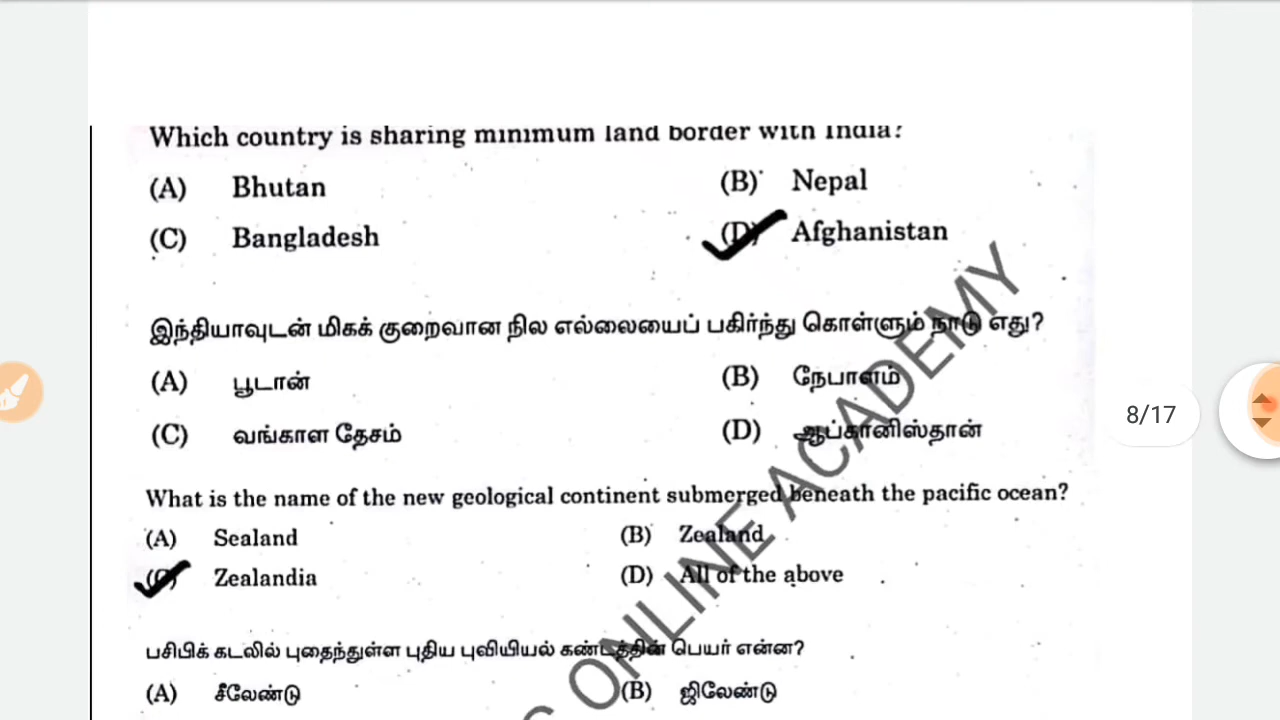 Which country is sharing minimum land border with India?
(A) Bhutan (B) Nepal
(C) Bangladesh (D) Afghanistan
இந்தியாவுடன் மிகக் குறைவான நில எல்லையைப் பகிர்ந்து கொள்ளும் நாடு எது?
(A) பூடான் (B) நேபாளம்
(C) வங்காள தேசம் (D) ஆப்கானிஸ்தான்
8/17
What is the name of the new geological continent submerged beneath the pacific ocean?
(A) Sealand (B) Zealand
(C) Zealandia (D) All of the above
பசிபிக் கடலில் புதைந்துள்ள புதிய புவியியல் கண்டத்தின் பெயர் என்ன?
(A) சீலேண்டு (B) ஜிலேண்டு
ONLINE ACADEMY